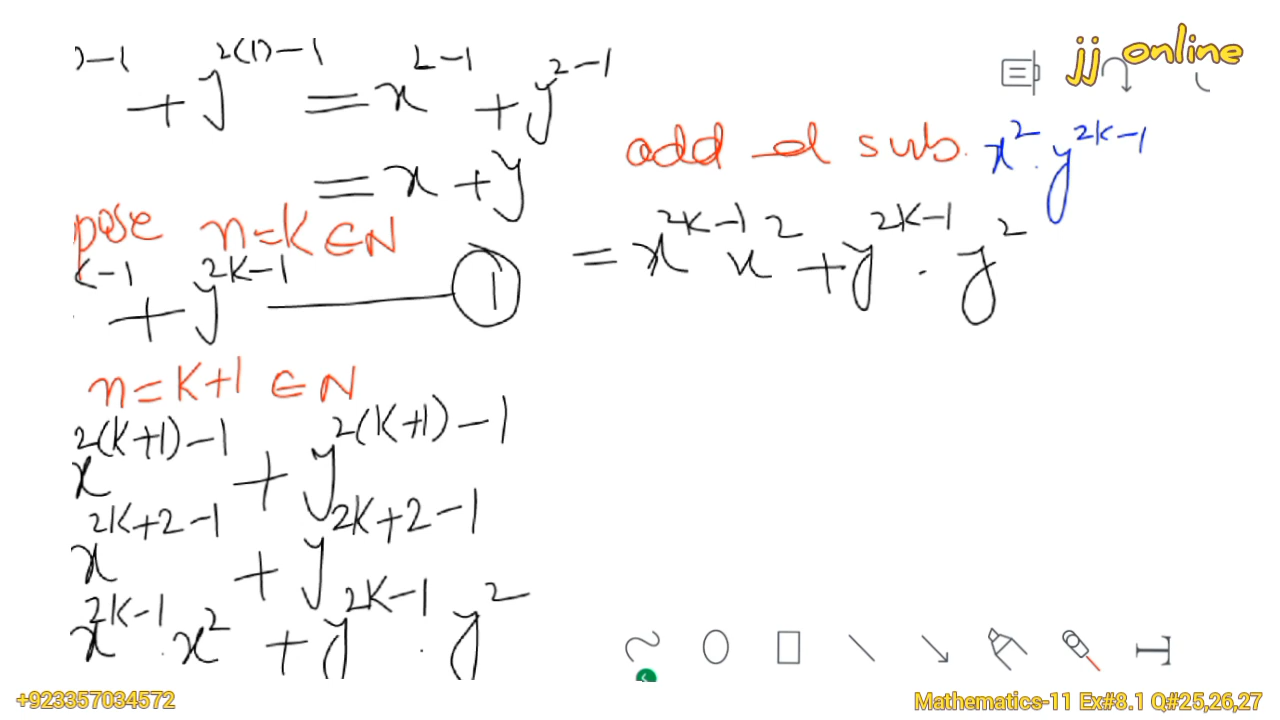 )-1 + y^2(1)-1 = x^2-1 + y^2-1
= x + y
pose n=K∈N
K-1 + y^2K-1 ——— 1
n=K+1 ∈ N
x^2(K+1)-1 + y^2(K+1)-1
x^2K+2-1 + y^2K+2-1
x^2K-1 . x^2 + y^2K-1 . y^2
jj online
add d sub. x^2 . y^2K-1
= x^2K-1 x^2 + y^2K-1 . y^2
+923357034572
Mathematics-11 Ex#8.1 Q#25,26,27